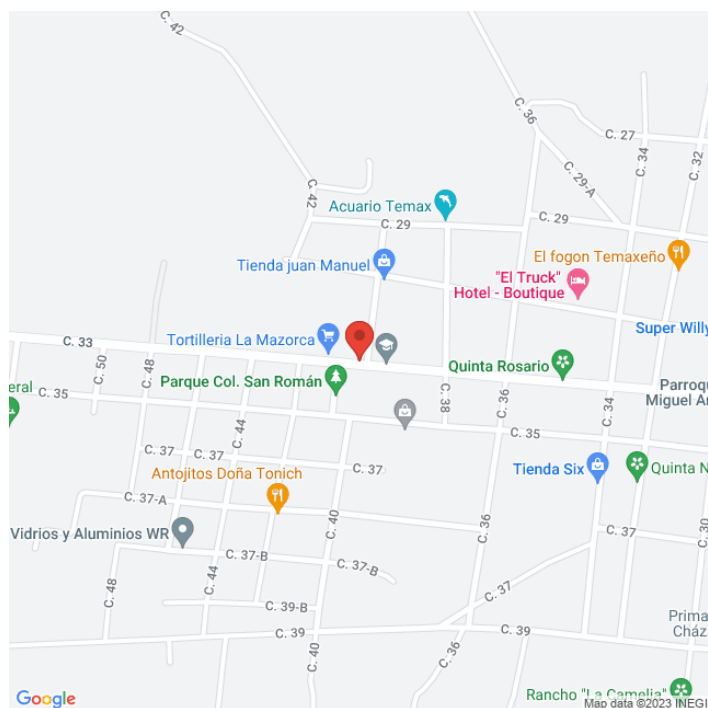 C. 42
C. 36
C. 27
C. 34
C. 32
C. 29-A
C. 42
Acuario Temax
C. 29
C. 29
El fogon Temaxeño
Tienda juan Manuel
"El Truck"
Hotel - Boutique
Super Willy
C. 33
Tortilleria La Mazorca
C. 50
C. 48
Parque Col. San Román
Quinta Rosario
Parroqu
Miguel Ar
eral
C. 35
C. 44
C. 38
C. 36
C. 34
C. 35
C. 37
C. 37
Tienda Six
Quinta N
Antojitos Doña Tonich
C. 37-A
C. 40
C. 36
C. 37
C. 30
Vidrios y Aluminios WR
C. 37-B
C. 37-B
C. 48
C. 44
C. 37
C. 39-B
C. 39
C. 39
Prima
Cház
C. 40
C. 36
Rancho "La Camelia"
Google
Map data ©2023 INEGI